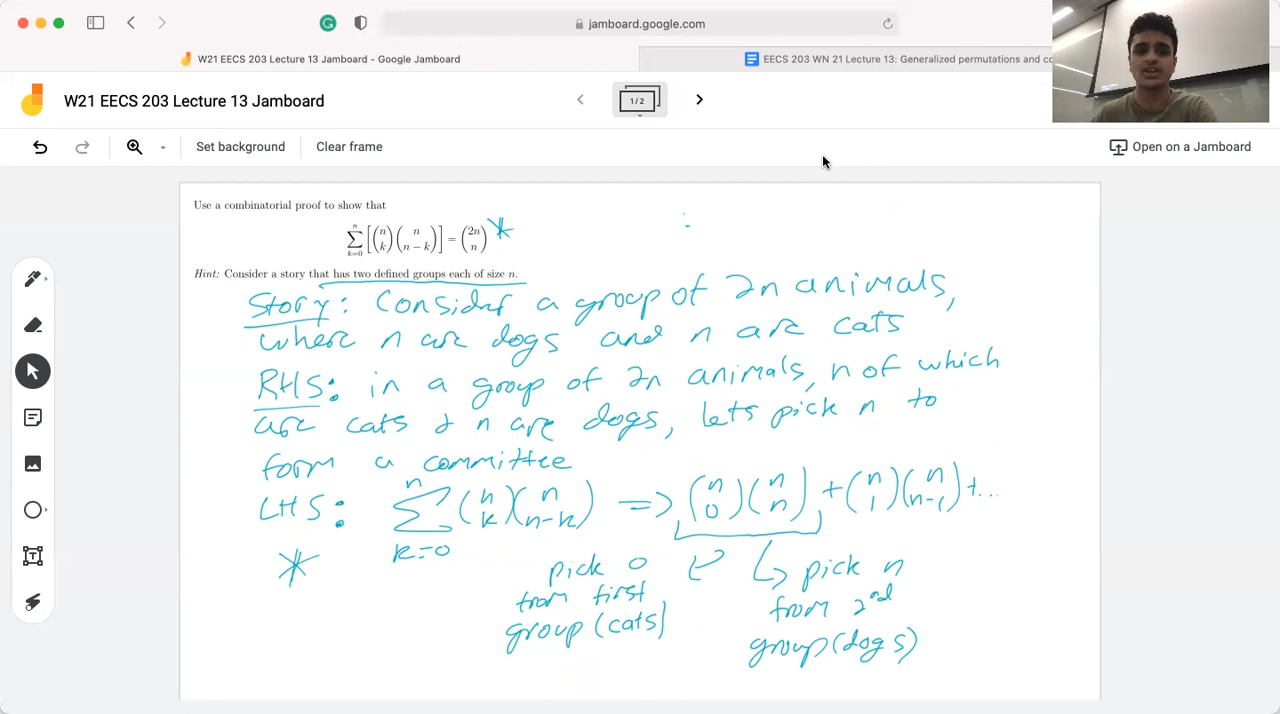 jamboard.google.com
W21 EECS 203 Lecture 13 Jamboard - Google Jamboard
EECS 203 WN 21 Lecture 13: Generalized permutations and co
W21 EECS 203 Lecture 13 Jamboard
1/2
Set background
Clear frame
Open on a Jamboard
Use a combinatorial proof to show that
∑_{k=0}^{n} [(n k)(n n−k)] = (2n n) *
Hint: Consider a story that has two defined groups each of size n.
Story: Consider a group of 2n animals,
where n are dogs and n are cats
RHS: in a group of 2n animals, n of which
are cats & n are dogs, lets pick n to
form a committee
LHS: ∑_{k=0}^{n} (n k)(n n-k) ⇒ (n 0)(n n) + (n 1)(n n-1) + ...
*
pick 0
from first
group (cats)
pick n
from 2nd
group (dogs)